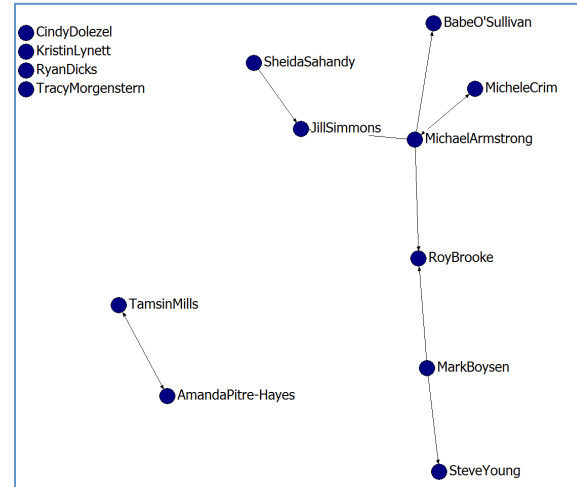 CindyDolezel
KristinLynett
RyanDicks
TracyMorgenstern
BabeO'Sullivan
SheidaSahandy
MicheleCrim
JillSimmons
MichaelArmstrong
RoyBrooke
TamsinMills
MarkBoysen
AmandaPitre-Hayes
SteveYoung